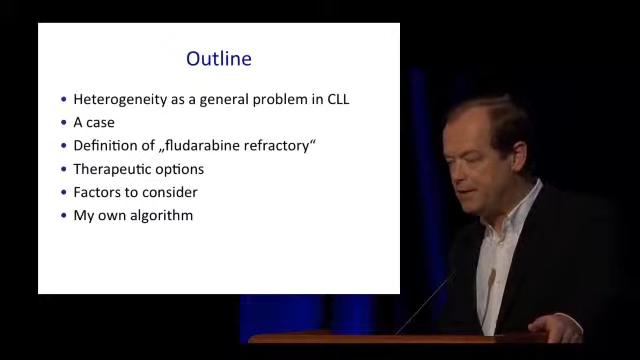 Outline
• Heterogeneity as a general problem in CLL
• A case
• Definition of „fludarabine refractory“
• Therapeutic options
• Factors to consider
• My own algorithm